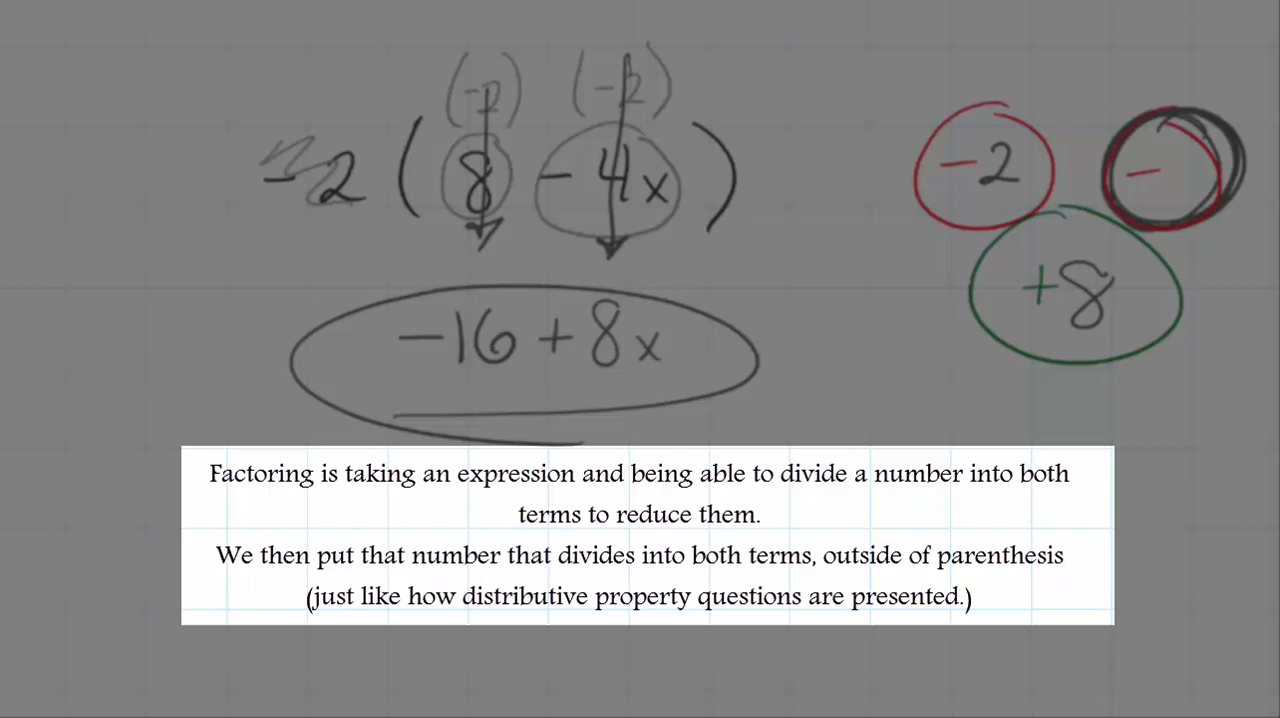 (-2) (-2)
-2 ( 8 - 4x )
-2 -
+8
-16 + 8x
Factoring is taking an expression and being able to divide a number into both
terms to reduce them.
We then put that number that divides into both terms, outside of parenthesis
(just like how distributive property questions are presented.)